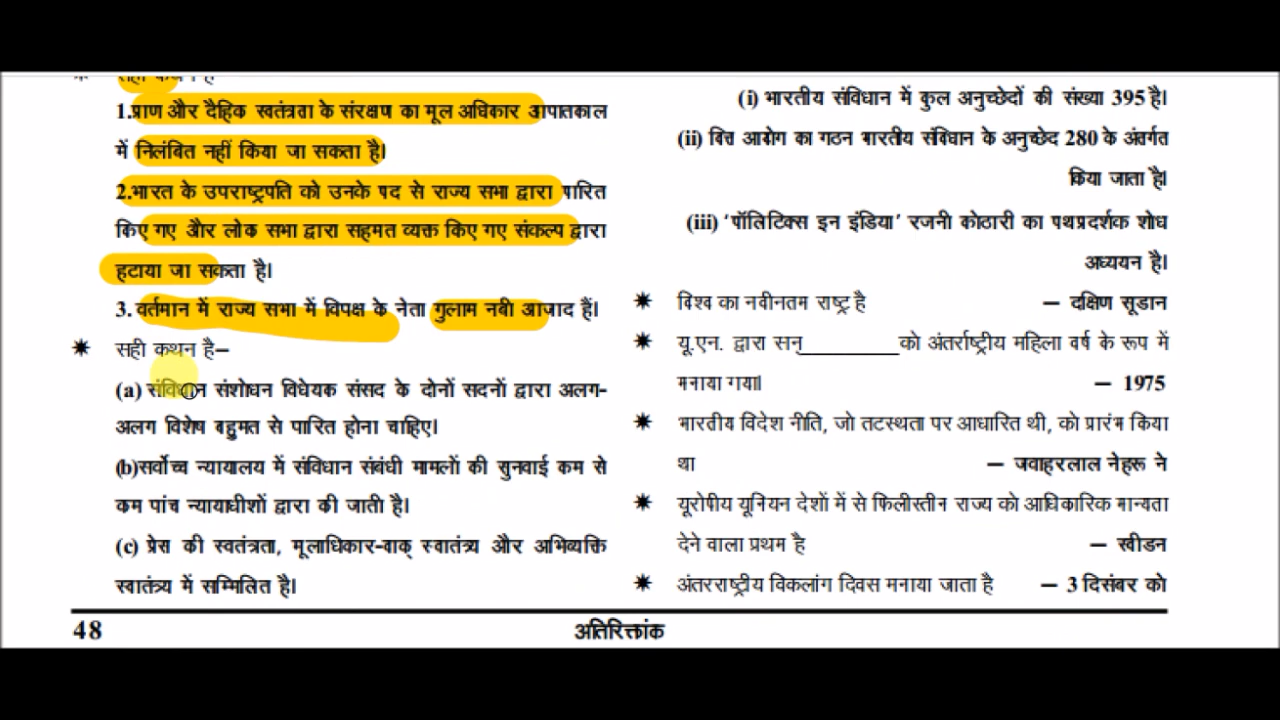 सही कथन है
1.प्राण और दैहिक स्वतंत्रता के संरक्षण का मूल अधिकार आपातकाल
में निलंबित नहीं किया जा सकता है।
2.भारत के उपराष्ट्रपति को उनके पद से राज्य सभा द्वारा पारित
किए गए और लोक सभा द्वारा सहमत व्यक्त किए गए संकल्प द्वारा
हटाया जा सकता है।
3. वर्तमान में राज्य सभा में विपक्ष के नेता गुलाम नबी आजाद हैं।
✷ सही कथन है–
(a) संविधान संशोधन विधेयक संसद के दोनों सदनों द्वारा अलग-
अलग विशेष बहुमत से पारित होना चाहिए।
(b)सर्वोच्च न्यायालय में संविधान संबंधी मामलों की सुनवाई कम से
कम पांच न्यायाधीशों द्वारा की जाती है।
(c) प्रेस की स्वतंत्रता, मूलाधिकार-वाक् स्वातंत्र्य और अभिव्यक्ति
स्वातंत्र्य में सम्मिलित है।
(i) भारतीय संविधान में कुल अनुच्छेदों की संख्या 395 है।
(ii) वित्त आयोग का गठन भारतीय संविधान के अनुच्छेद 280 के अंतर्गत
किया जाता है।
(iii) ‘पॉलिटिक्स इन इंडिया’ रजनी कोठारी का पथप्रदर्शक शोध
अध्ययन है।
✷ विश्व का नवीनतम राष्ट्र है – दक्षिण सूडान
✷ यू.एन. द्वारा सन्_________को अंतर्राष्ट्रीय महिला वर्ष के रूप में
मनाया गया। – 1975
✷ भारतीय विदेश नीति, जो तटस्थता पर आधारित थी, को प्रारंभ किया
था – जवाहरलाल नेहरू ने
✷ यूरोपीय यूनियन देशों में से फिलीस्तीन राज्य को आधिकारिक मान्यता
देने वाला प्रथम है – स्वीडन
✷ अंतरराष्ट्रीय विकलांग दिवस मनाया जाता है – 3 दिसंबर को
48 अतिरिक्तांक